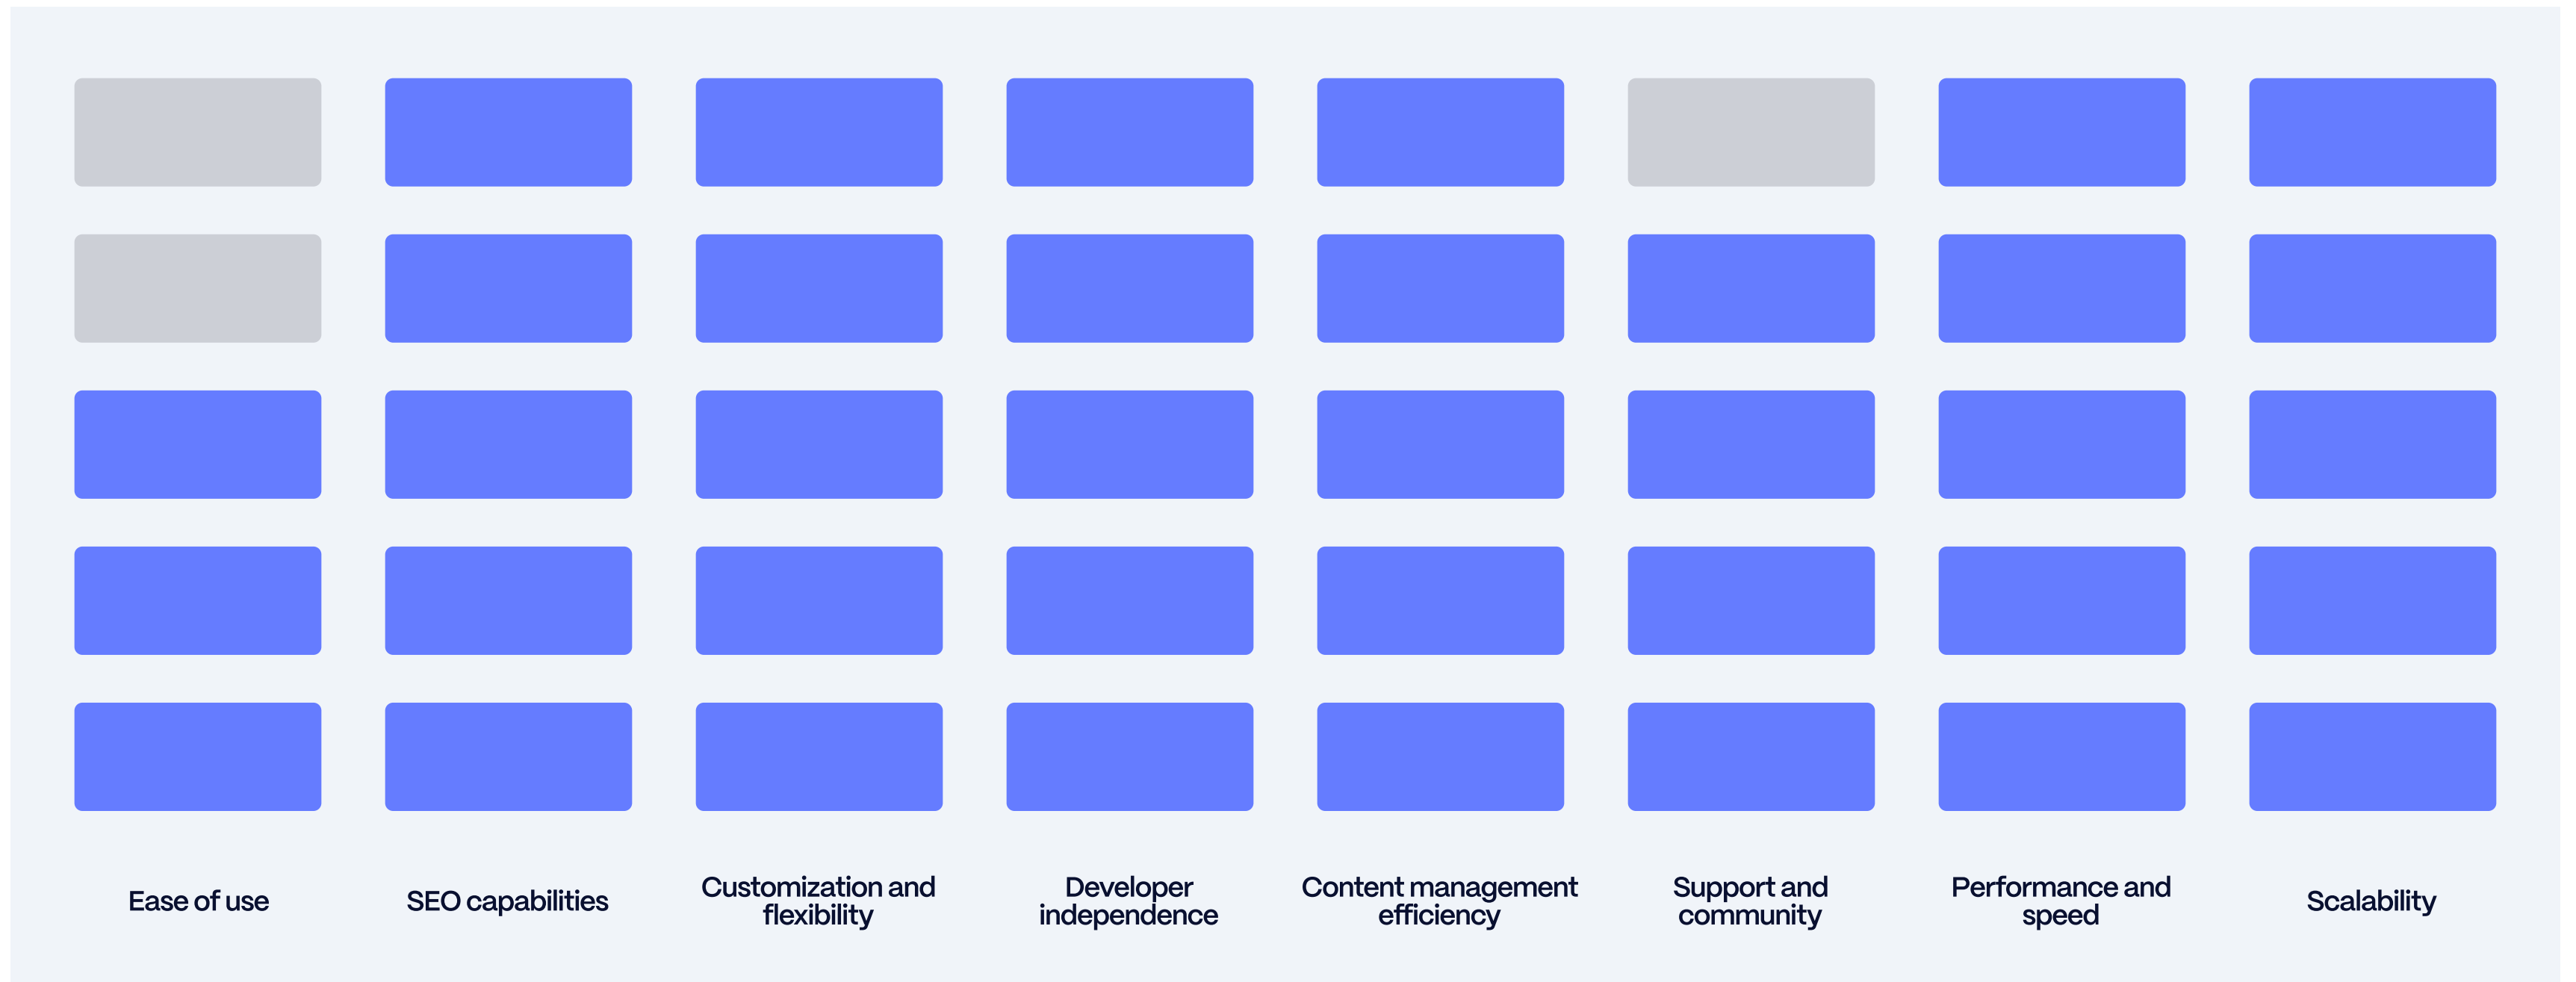 Ease of use
SEO capabilities
Customization and
flexibility
Developer
independence
Content management
efficiency
Support and
community
Performance and
speed
Scalability